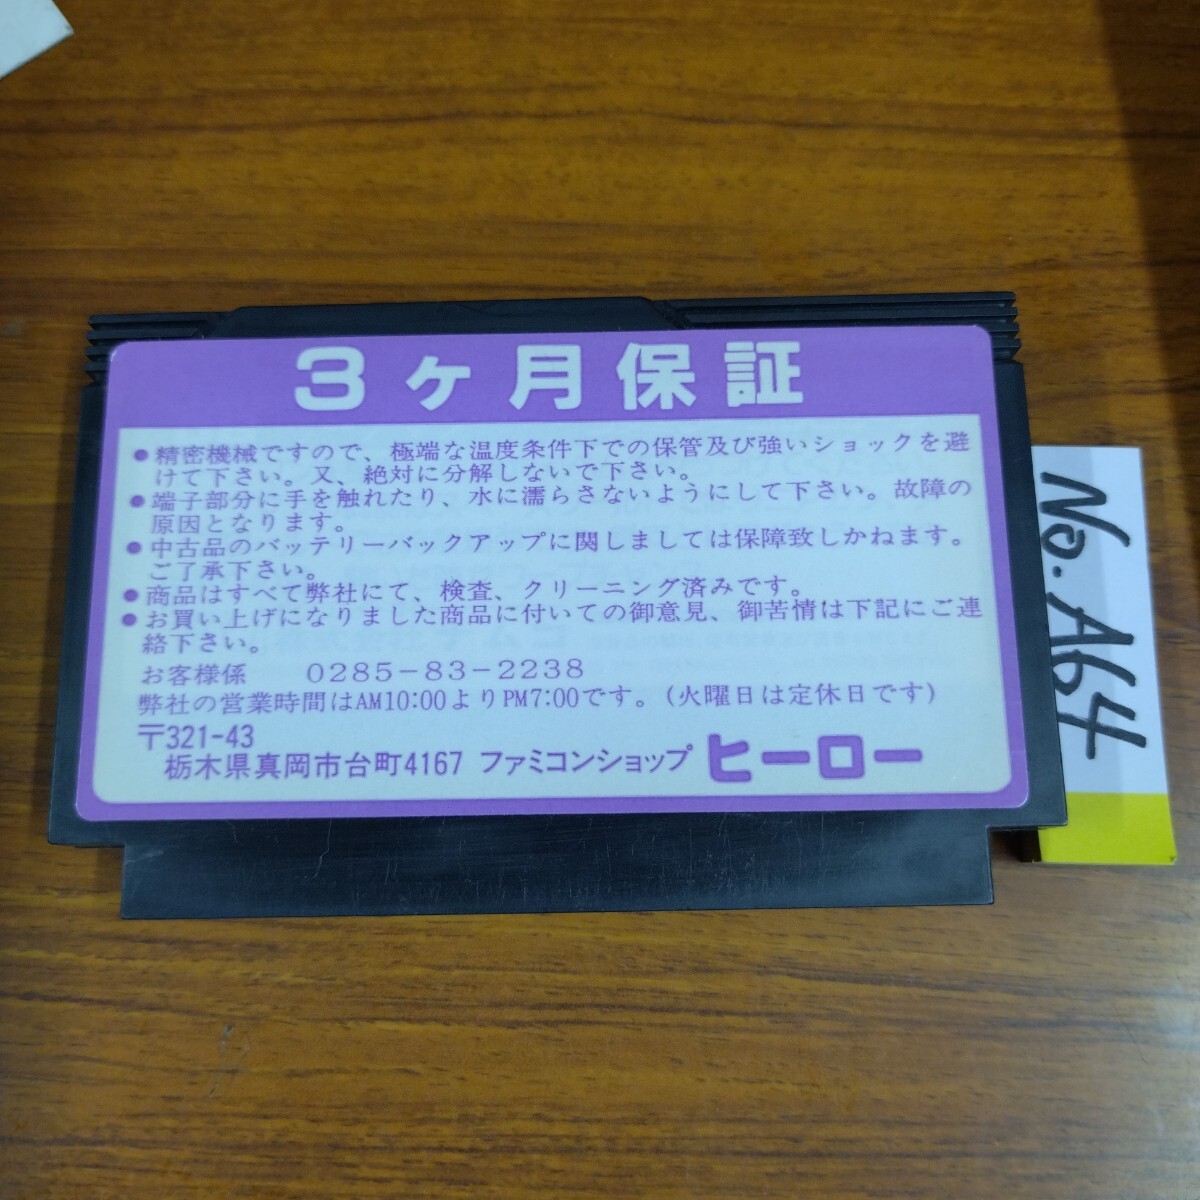 3ヶ月保証
●精密機械ですので、極端な温度条件下での保管及び強いショックを避
けて下さい。又、絶対に分解しないで下さい。
●端子部分に手を触れたり、水に濡らさないようにして下さい。故障の
原因となります。
●中古品のバッテリーバックアップに関しましては保障致しかねます。
ご了承下さい。
●商品はすべて弊社にて、検査、クリーニング済みです。
●お買い上げになりました商品に付いての御意見、御苦情は下記にご連
絡下さい。
お客様係 0285-83-2238
弊社の営業時間はAM10:00よりPM7:00です。(火曜日は定休日です)
〒321-43
栃木県真岡市台町4167 ファミコンショップ ヒーロー
No. A64